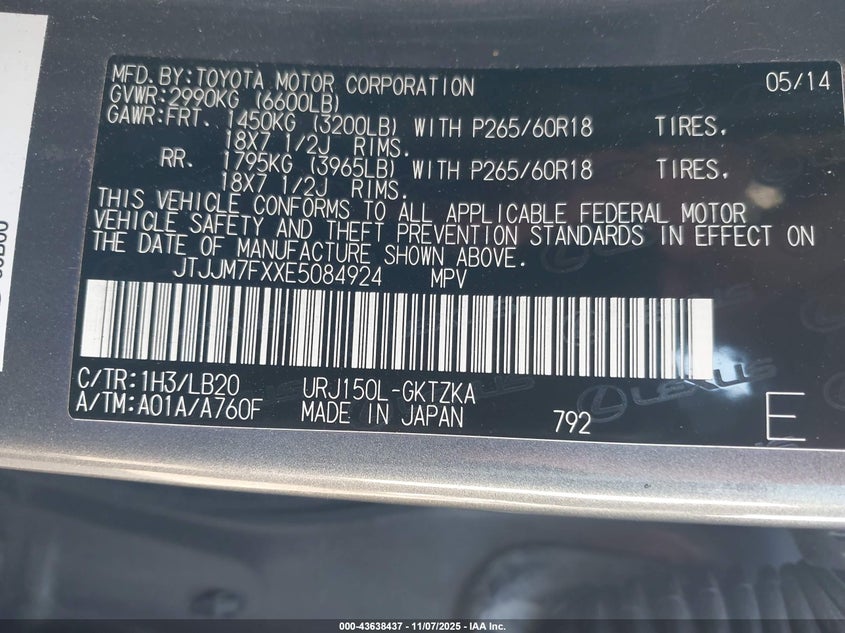 MFD.BY:TOYOTA MOTOR CORPORATION 05/14
GVWR:2990KG (6600LB)
GAWR:FRT. 1450KG (3200LB) WITH P265/60R18 TIRES.
18X7 1/2J RIMS.
RR. 1795KG (3965LB) WITH P265/60R18 TIRES.
18X7 1/2J RIMS.
THIS VEHICLE CONFORMS TO ALL APPLICABLE FEDERAL MOTOR
VEHICLE SAFETY AND THEFT PREVENTION STANDARDS IN EFFECT ON
THE DATE OF MANUFACTURE SHOWN ABOVE.
JTJJM7FXXE5084924 MPV
C/TR:1H3/LB20 URJ150L-GKTZKA
A/TM:A01A/A760F MADE IN JAPAN 792 E
LEXUS
000-43638437 - 11/07/2025 - IAA Inc.